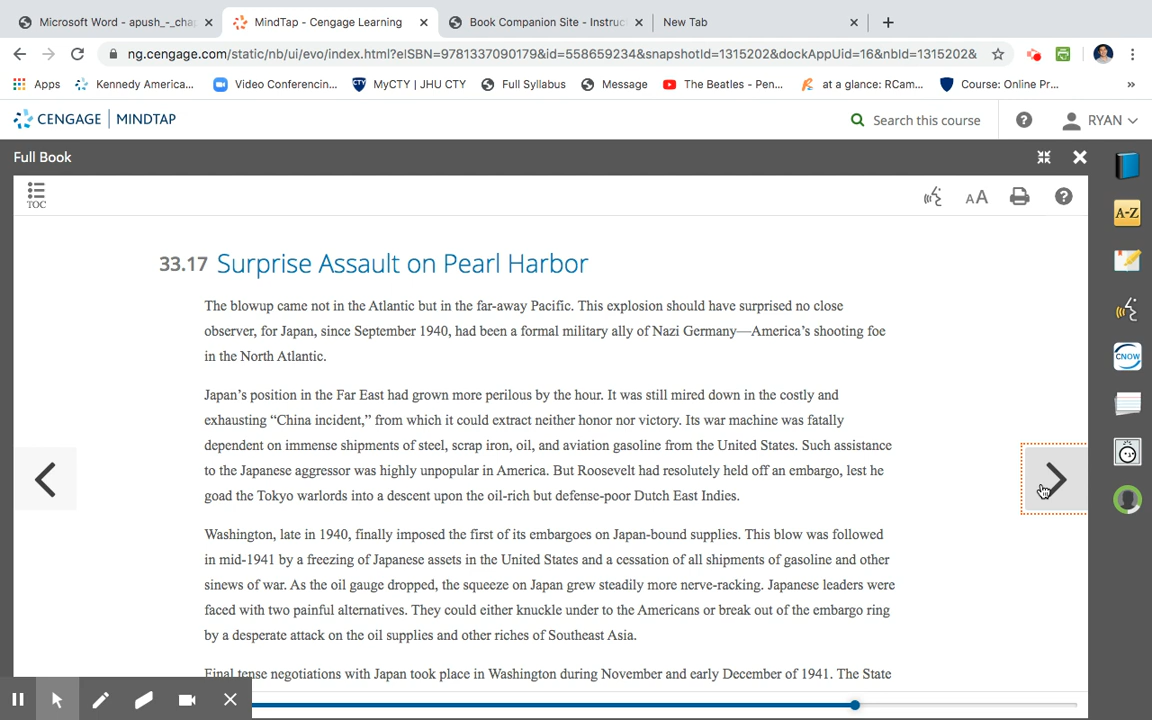 Microsoft Word - apush_-_cha
MindTap - Cengage Learning
Book Companion Site - Instruc
New Tab
ng.cengage.com/static/nb/ui/evo/index.html?eISBN=9781337090179&id=558659234&snapshotId=1315202&dockAppUid=16&nbId=1315202&
Apps
Kennedy America...
Video Conferencin...
MyCTY | JHU CTY
Full Syllabus
Message
The Beatles - Pen...
at a glance: RCam...
Course: Online Pr...
»
CENGAGE | MINDTAP
Search this course
RYAN
Full Book
TOC
AA
A-Z
CNOW
33.17 Surprise Assault on Pearl Harbor
The blowup came not in the Atlantic but in the far-away Pacific. This explosion should have surprised no close
observer, for Japan, since September 1940, had been a formal military ally of Nazi Germany—America's shooting foe
in the North Atlantic.
Japan's position in the Far East had grown more perilous by the hour. It was still mired down in the costly and
exhausting “China incident,” from which it could extract neither honor nor victory. Its war machine was fatally
dependent on immense shipments of steel, scrap iron, oil, and aviation gasoline from the United States. Such assistance
to the Japanese aggressor was highly unpopular in America. But Roosevelt had resolutely held off an embargo, lest he
goad the Tokyo warlords into a descent upon the oil-rich but defense-poor Dutch East Indies.
Washington, late in 1940, finally imposed the first of its embargoes on Japan-bound supplies. This blow was followed
in mid-1941 by a freezing of Japanese assets in the United States and a cessation of all shipments of gasoline and other
sinews of war. As the oil gauge dropped, the squeeze on Japan grew steadily more nerve-racking. Japanese leaders were
faced with two painful alternatives. They could either knuckle under to the Americans or break out of the embargo ring
by a desperate attack on the oil supplies and other riches of Southeast Asia.
Final tense negotiations with Japan took place in Washington during November and early December of 1941. The State